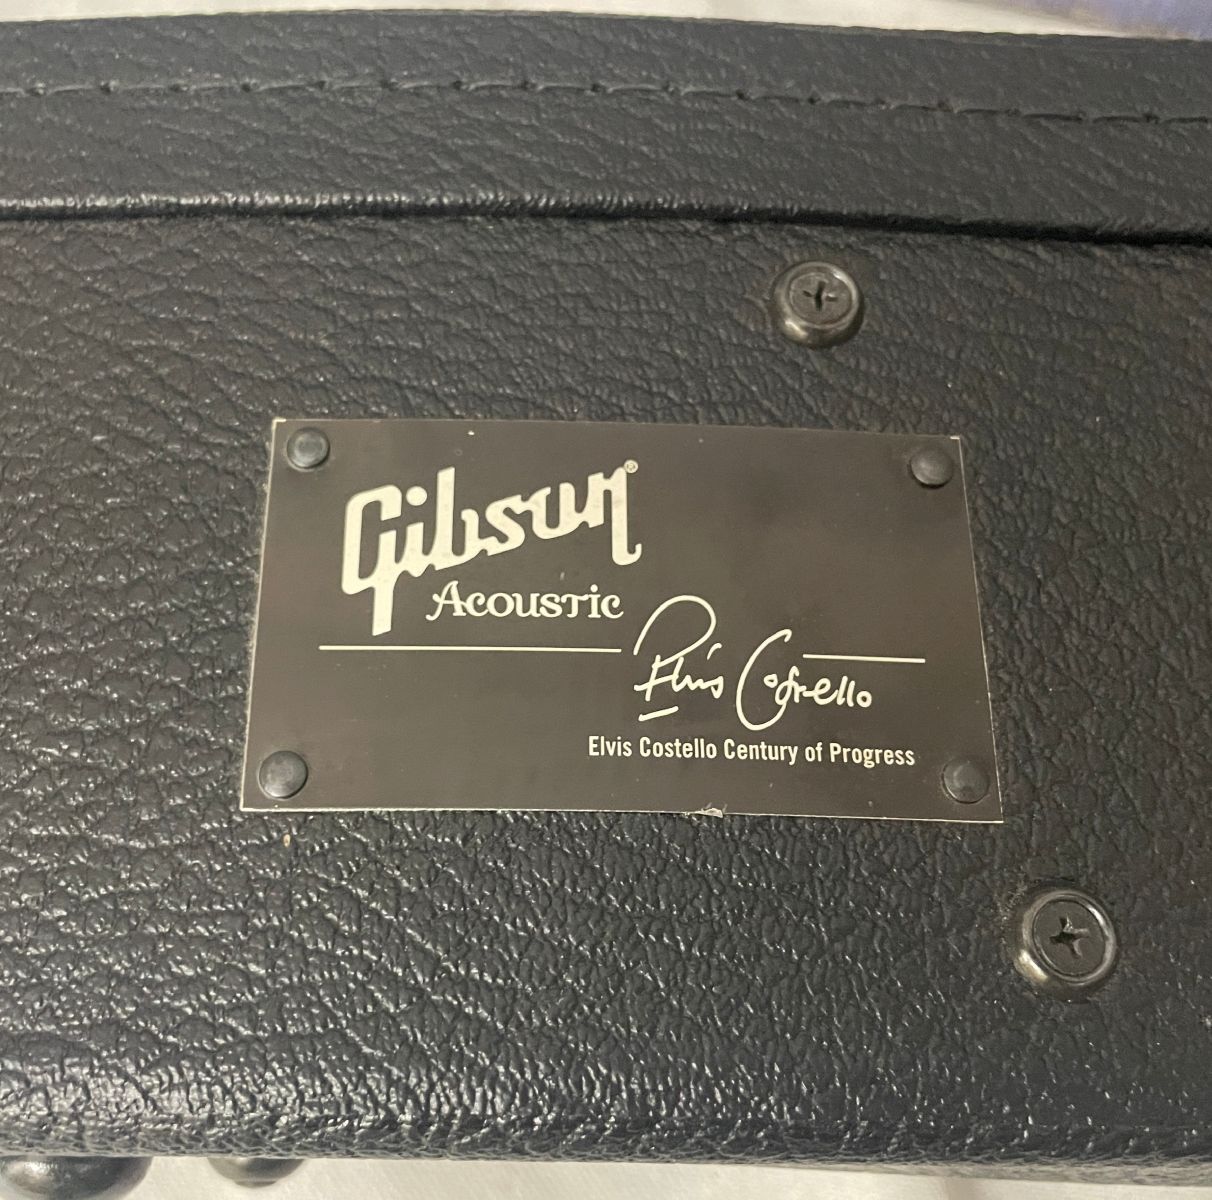 Gibson®
Acoustic
Elvis Costello
Elvis Costello Century of Progress